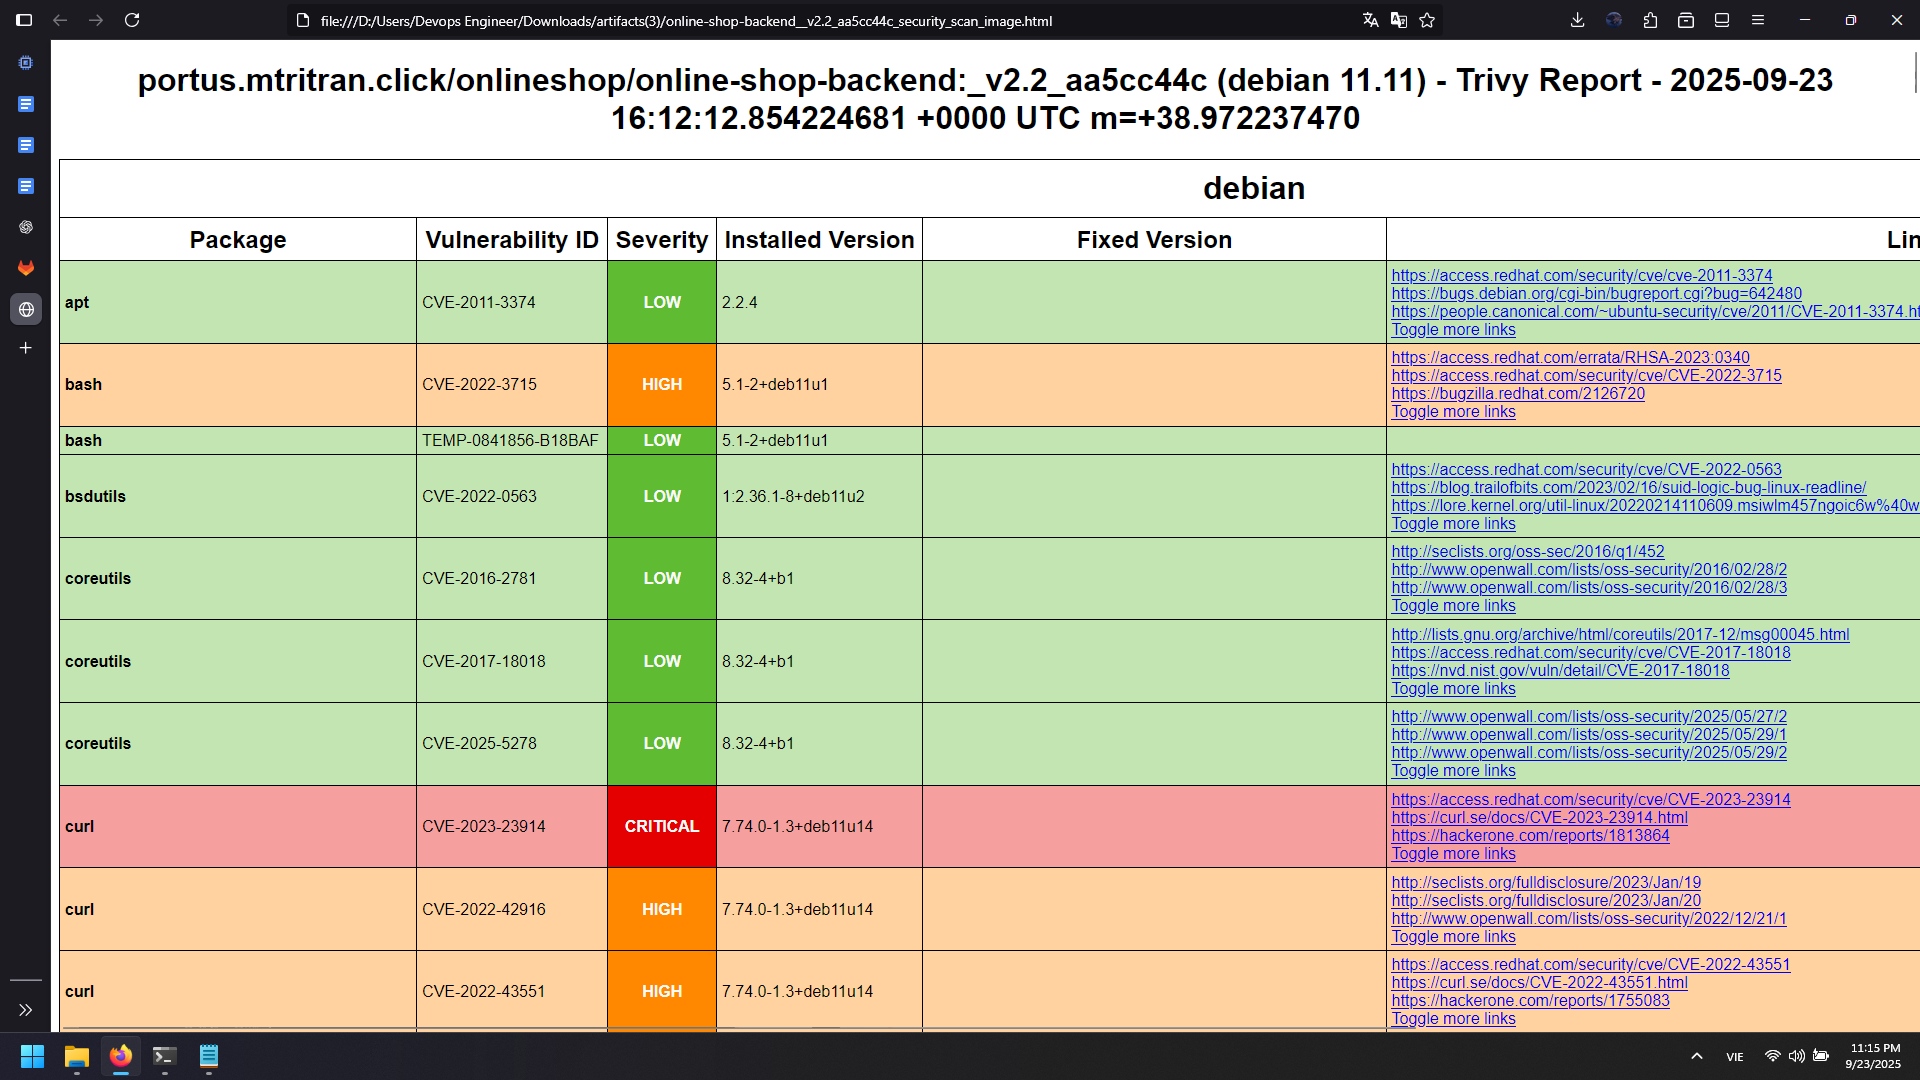 file:///D:/Users/Devops Engineer/Downloads/artifacts(3)/online-shop-backend__v2.2_aa5cc44c_security_scan_image.html
portus.mtritran.click/onlineshop/online-shop-backend:_v2.2_aa5cc44c (debian 11.11) - Trivy Report - 2025-09-23
16:12:12.854224681 +0000 UTC m=+38.972237470
debian
Package Vulnerability ID Severity Installed Version Fixed Version Lin
apt CVE-2011-3374 LOW 2.2.4
https://access.redhat.com/security/cve/cve-2011-3374
https://bugs.debian.org/cgi-bin/bugreport.cgi?bug=642480
https://people.canonical.com/~ubuntu-security/cve/2011/CVE-2011-3374.ht
Toggle more links
bash CVE-2022-3715 HIGH 5.1-2+deb11u1
https://access.redhat.com/errata/RHSA-2023:0340
https://access.redhat.com/security/cve/CVE-2022-3715
https://bugzilla.redhat.com/2126720
Toggle more links
bash TEMP-0841856-B18BAF LOW 5.1-2+deb11u1
bsdutils CVE-2022-0563 LOW 1:2.36.1-8+deb11u2
https://access.redhat.com/security/cve/CVE-2022-0563
https://blog.trailofbits.com/2023/02/16/suid-logic-bug-linux-readline/
https://lore.kernel.org/util-linux/20220214110609.msiwlm457ngoic6w%40w
Toggle more links
coreutils CVE-2016-2781 LOW 8.32-4+b1
http://seclists.org/oss-sec/2016/q1/452
http://www.openwall.com/lists/oss-security/2016/02/28/2
http://www.openwall.com/lists/oss-security/2016/02/28/3
Toggle more links
coreutils CVE-2017-18018 LOW 8.32-4+b1
http://lists.gnu.org/archive/html/coreutils/2017-12/msg00045.html
https://access.redhat.com/security/cve/CVE-2017-18018
https://nvd.nist.gov/vuln/detail/CVE-2017-18018
Toggle more links
coreutils CVE-2025-5278 LOW 8.32-4+b1
http://www.openwall.com/lists/oss-security/2025/05/27/2
http://www.openwall.com/lists/oss-security/2025/05/29/1
http://www.openwall.com/lists/oss-security/2025/05/29/2
Toggle more links
curl CVE-2023-23914 CRITICAL 7.74.0-1.3+deb11u14
https://access.redhat.com/security/cve/CVE-2023-23914
https://curl.se/docs/CVE-2023-23914.html
https://hackerone.com/reports/1813864
Toggle more links
curl CVE-2022-42916 HIGH 7.74.0-1.3+deb11u14
http://seclists.org/fulldisclosure/2023/Jan/19
http://seclists.org/fulldisclosure/2023/Jan/20
http://www.openwall.com/lists/oss-security/2022/12/21/1
Toggle more links
curl CVE-2022-43551 HIGH 7.74.0-1.3+deb11u14
https://access.redhat.com/security/cve/CVE-2022-43551
https://curl.se/docs/CVE-2022-43551.html
https://hackerone.com/reports/1755083
Toggle more links
VIE
11:15 PM
9/23/2025